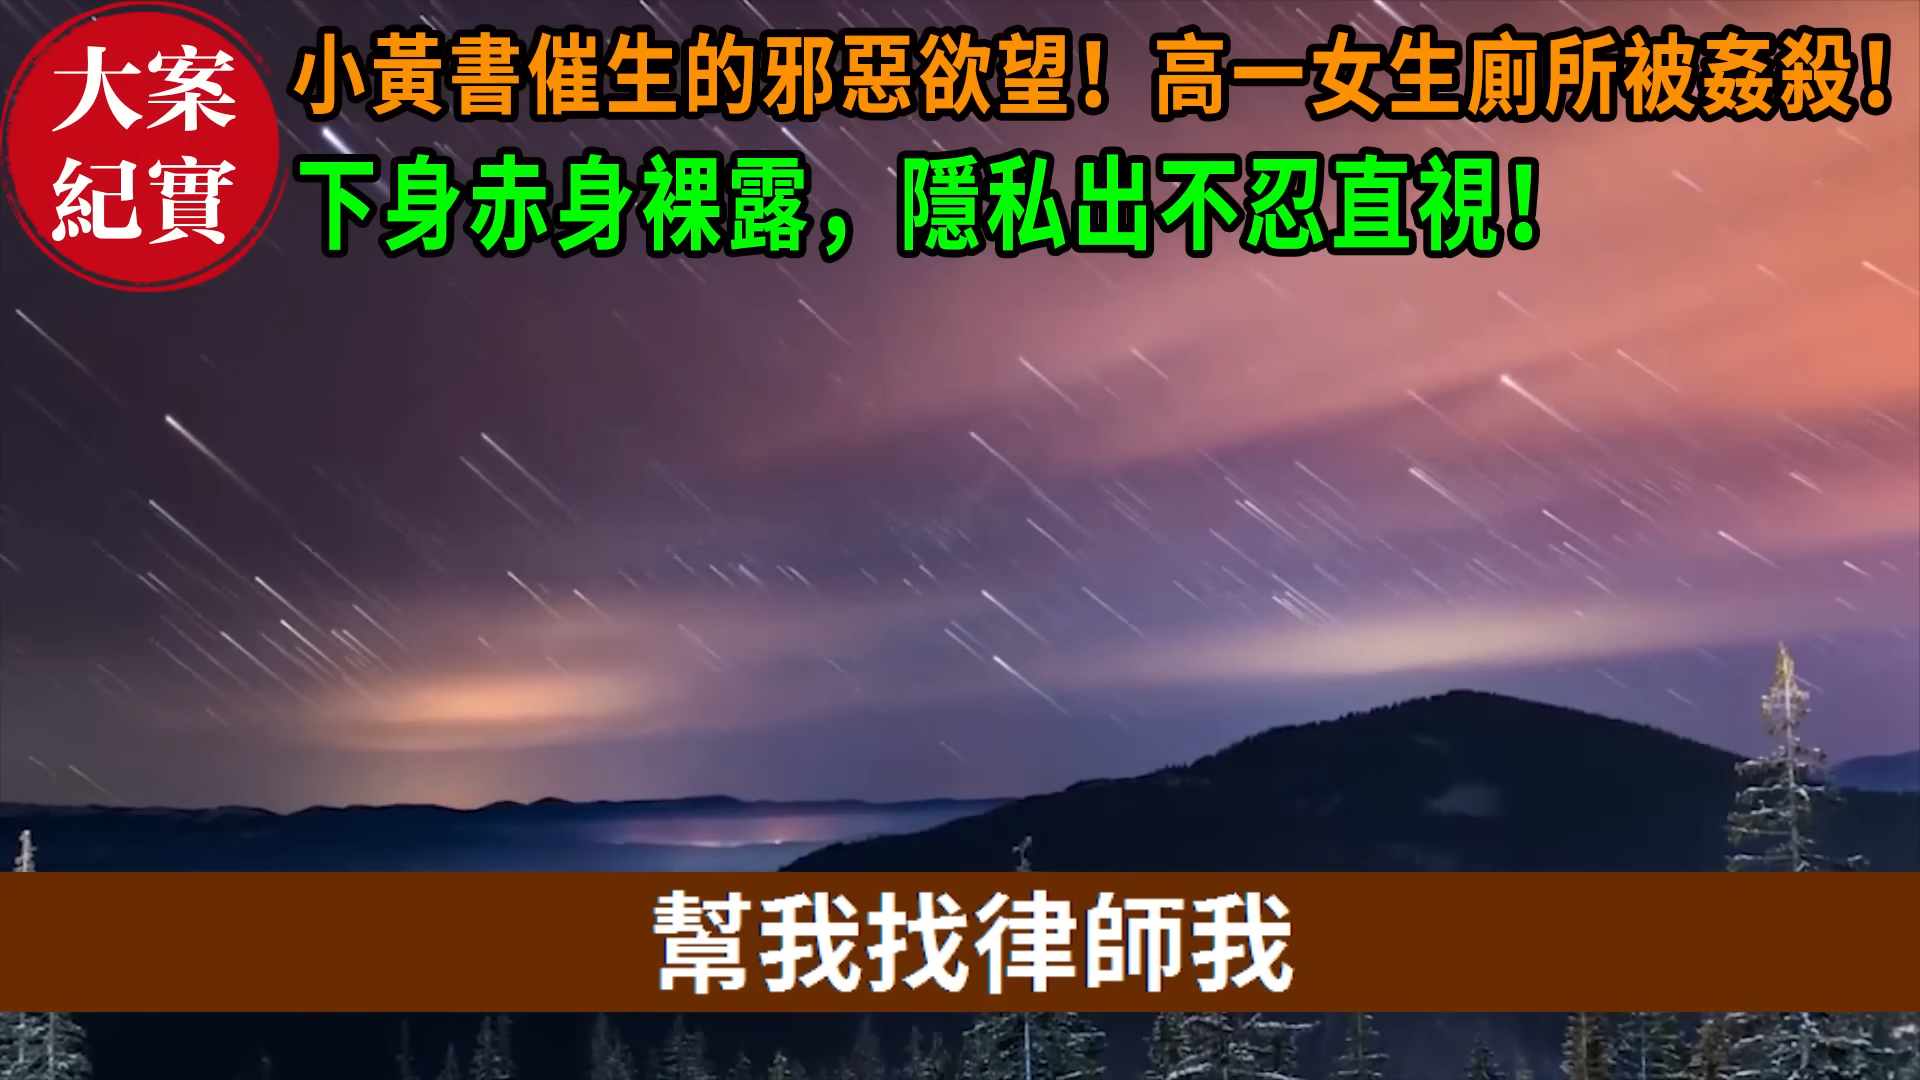 大案
紀實
小黃書催生的邪惡欲望！高一女生廁所被姦殺！
下身赤身裸露，隱私出不忍直視！
幫我找律師我